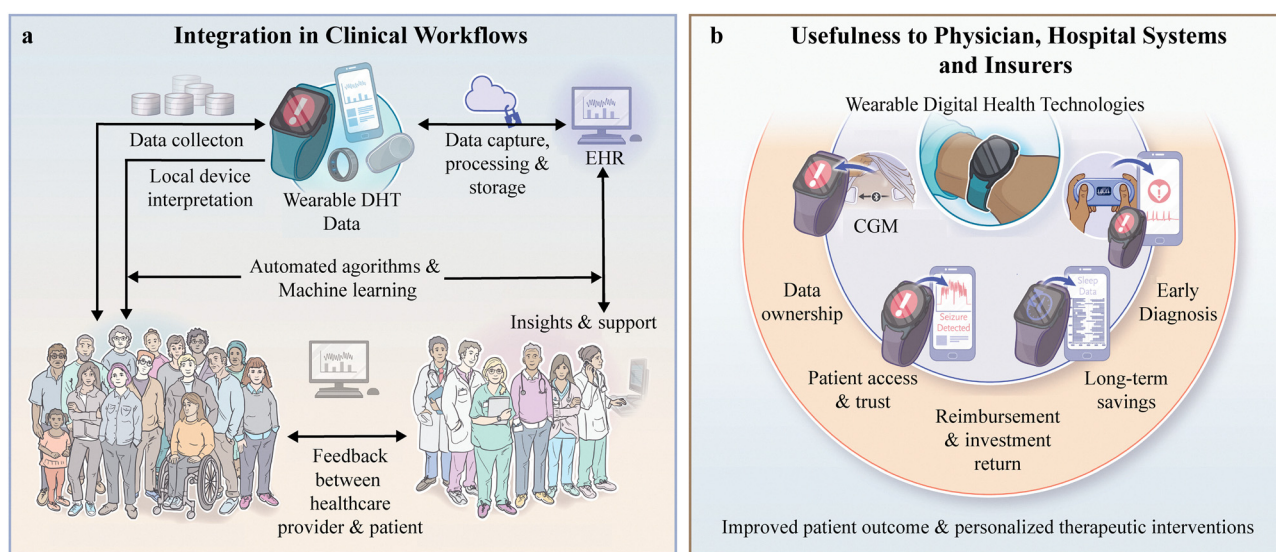 a
Integration in Clinical Workflows
Data collecton
Local device
interpretation
Wearable DHT
Data
Data capture,
processing &
storage
EHR
Automated agorithms &
Machine learning
Insights & support
Feedback
between
healthcare
provider & patient
b
Usefulness to Physician, Hospital Systems
and Insurers
Wearable Digital Health Technologies
CGM
Data
ownership
Seizure
Detected
Sleep
Data
Early
Diagnosis
Patient access
& trust
Long-term
savings
Reimbursement
& investment
return
Improved patient outcome & personalized therapeutic interventions